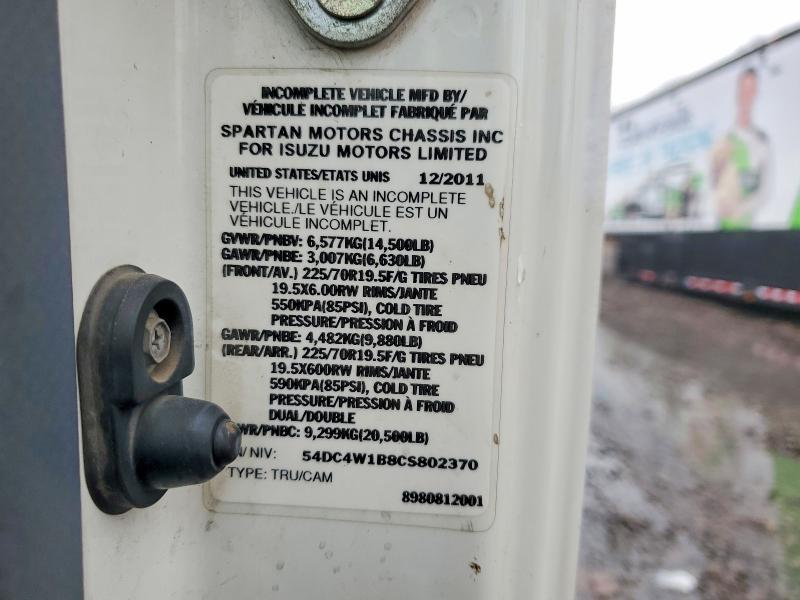 INCOMPLETE VEHICLE MFD BY/
VÉHICULE INCOMPLET FABRIQUÉ PAR
SPARTAN MOTORS CHASSIS INC
FOR ISUZU MOTORS LIMITED
UNITED STATES/ETATS UNIS 12/2011
THIS VEHICLE IS AN INCOMPLETE
VEHICLE./LE VÉHICULE EST UN
VÉHICULE INCOMPLET.
GVWR/PNBV: 6,577KG(14,500LB)
GAWR/PNBE: 3,007KG(6,630LB)
(FRONT/AV.) 225/70R19.5F/G TIRES PNEU
19.5X6.00RW RIMS/JANTE
550KPA(85PSI), COLD TIRE
PRESSURE/PRESSION À FROID
GAWR/PNBE: 4,482KG(9,880LB)
(REAR/ARR.) 225/70R19.5F/G TIRES PNEU
19.5X600RW RIMS/JANTE
590KPA(85PSI), COLD TIRE
PRESSURE/PRESSION À FROID
DUAL/DOUBLE
WR/PNBC: 9,299KG(20,500LB)
N/ NIV: 54DC4W1B8CS802370
TYPE: TRU/CAM
8980812001